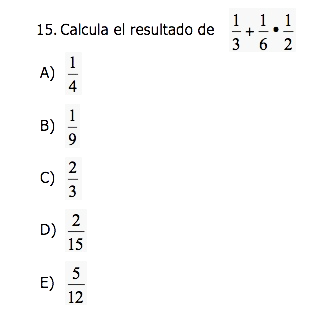 15. Calcula el resultado de 1/3 + 1/6 • 1/2
A) 1/4
B) 1/9
C) 2/3
D) 2/15
E) 5/12